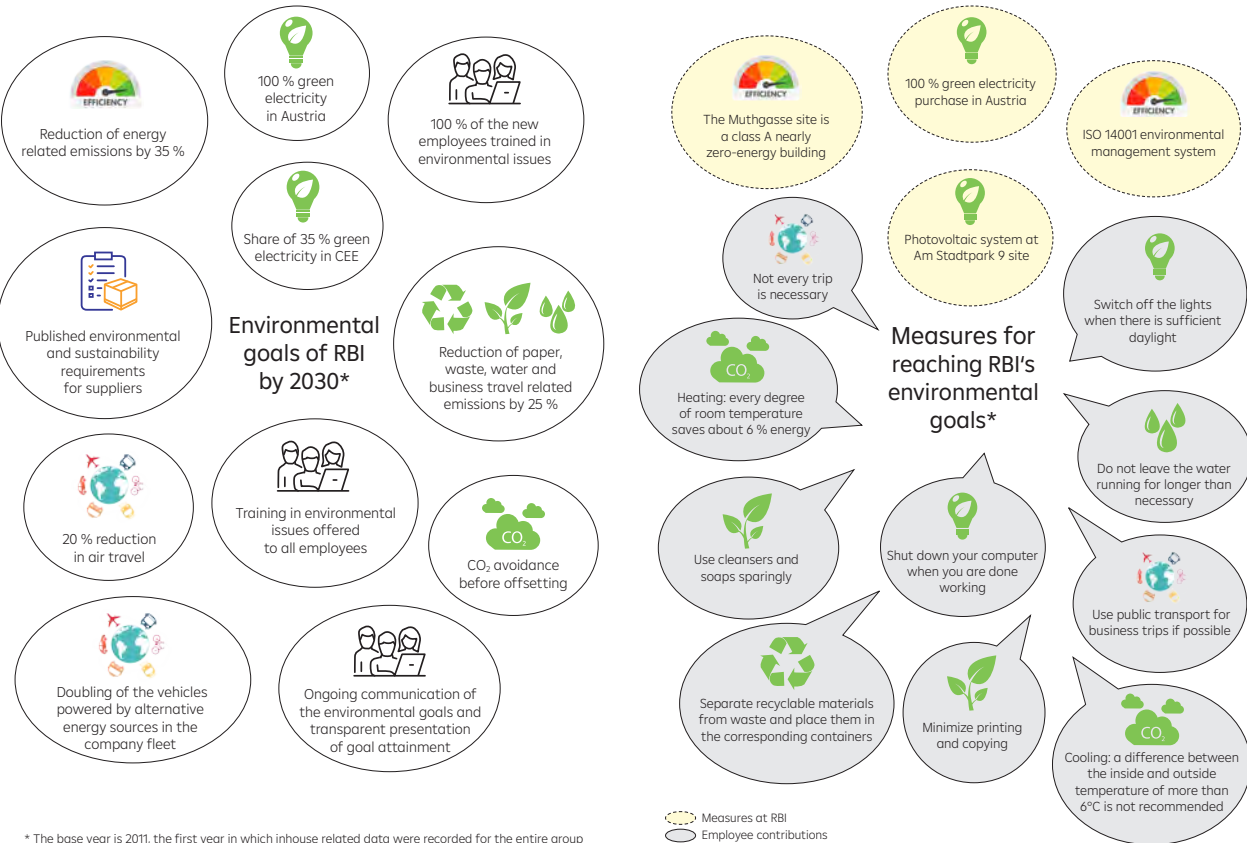 EFFICIENCY
Reduction of energy
related emissions by 35 %
100 % green
electricity
in Austria
100 % of the new
employees trained in
environmental issues
Share of 35 % green
electricity in CEE
Published environmental
and sustainability
requirements
for suppliers
Environmental
goals of RBI
by 2030*
Reduction of paper,
waste, water and
business travel related
emissions by 25 %
20 % reduction
in air travel
Training in environmental
issues offered
to all employees
CO₂
CO₂ avoidance
before offsetting
Doubling of the vehicles
powered by alternative
energy sources in the
company fleet
Ongoing communication of
the environmental goals and
transparent presentation
of goal attainment
* The base year is 2011, the first year in which inhouse related data were recorded for the entire group
EFFICIENCY
The Muthgasse site is
a class A nearly
zero-energy building
100 % green electricity
purchase in Austria
EFFICIENCY
ISO 14001 environmental
management system
Photovoltaic system at
Am Stadtpark 9 site
Not every trip
is necessary
Switch off the lights
when there is sufficient
daylight
Measures for
reaching RBI's
environmental
goals*
CO₂
Heating: every degree
of room temperature
saves about 6 % energy
Do not leave the water
running for longer than
necessary
Use cleansers and
soaps sparingly
Shut down your computer
when you are done
working
Use public transport for
business trips if possible
Separate recyclable materials
from waste and place them in
the corresponding containers
Minimize printing
and copying
CO₂
Cooling: a difference between
the inside and outside
temperature of more than
6°C is not recommended
Measures at RBI
Employee contributions